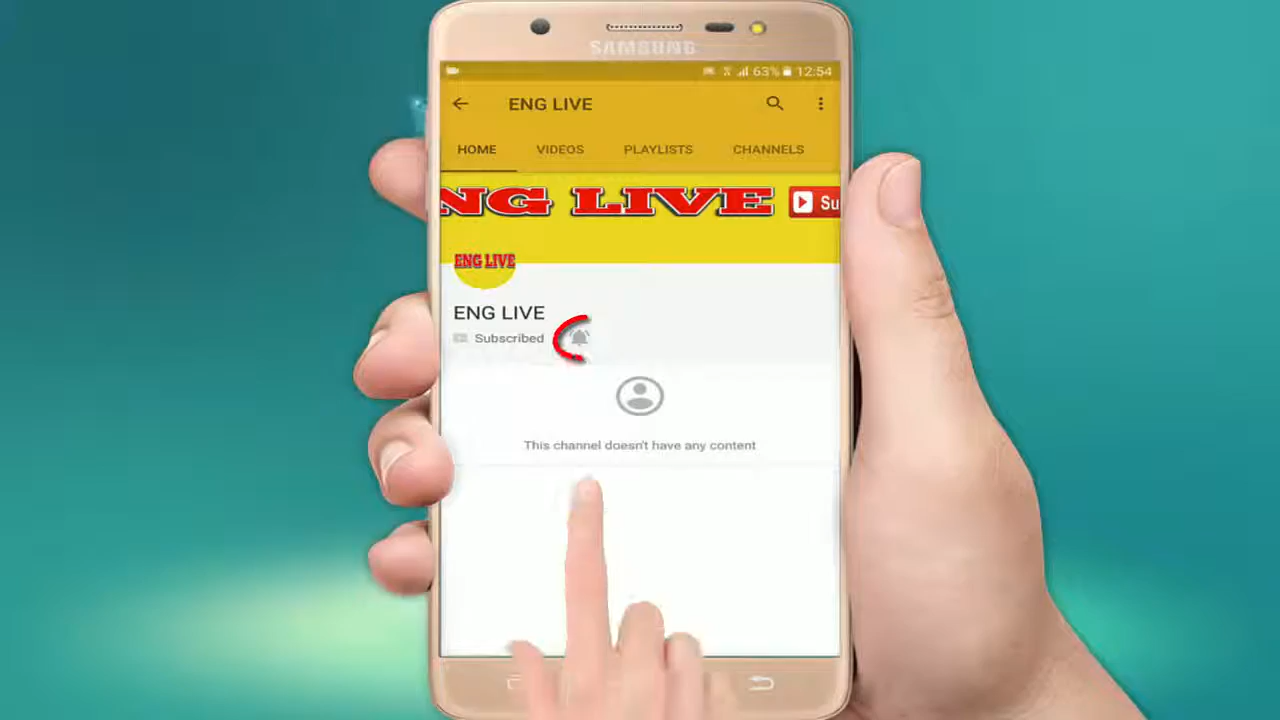 SAMSUNG
63% 12:54
ENG LIVE
HOME VIDEOS PLAYLISTS CHANNELS
NG LIVE Su
ENG LIVE
ENG LIVE
Subscribed
This channel doesn't have any content